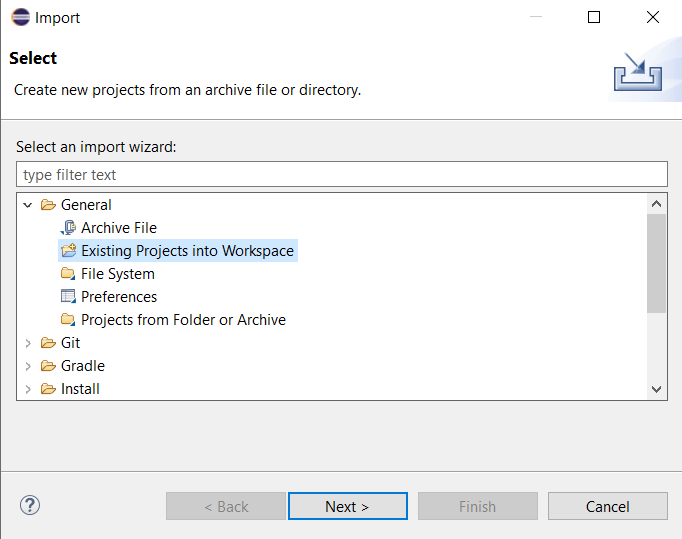 Import
Select
Create new projects from an archive file or directory.
Select an import wizard:
type filter text
General
Archive File
Existing Projects into Workspace
File System
Preferences
Projects from Folder or Archive
Git
Gradle
Install
? < Back Next > Finish Cancel